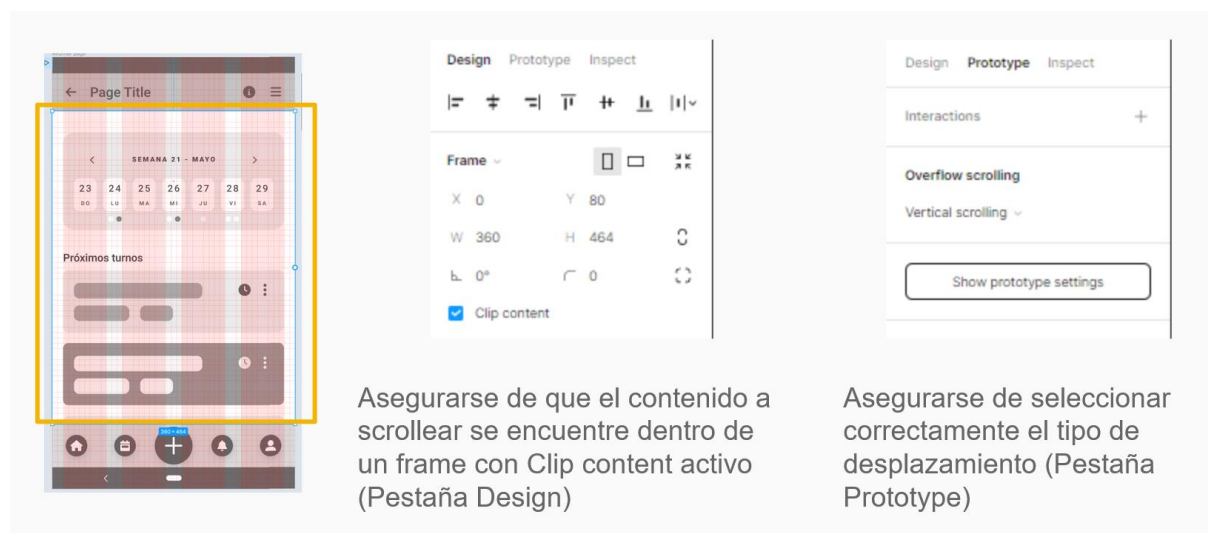 Page Title
SEMANA 21 - MAYO
23 24 25 26 27 28 29
DO LU MA MI JU VI SA
Próximos turnos
360 × 464
Design Prototype Inspect
Frame
X 0 Y 80
W 360 H 464
0° 0
Clip content
Asegurarse de que el contenido a
scrollear se encuentre dentro de
un frame con Clip content activo
(Pestaña Design)
Design Prototype Inspect
Interactions
Overflow scrolling
Vertical scrolling
Show prototype settings
Asegurarse de seleccionar
correctamente el tipo de
desplazamiento (Pestaña
Prototype)